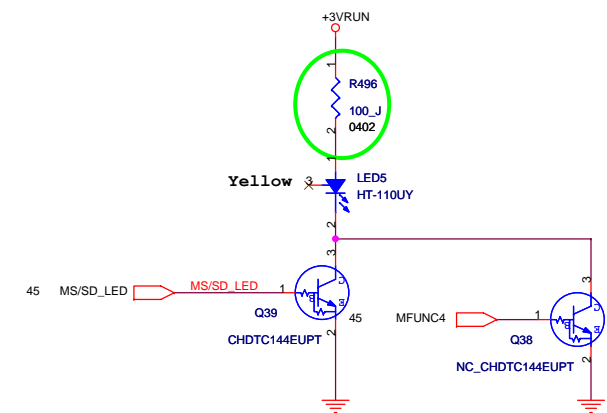 +3VRUN
1
R496
100_J
0402
2
1
Yellow 3
LED5
HT-110UY
2
3
45 MS/SD_LED
MS/SD_LED 1
C
B
E
Q39
CHDTC144EUPT
45
2
3
MFUNC4
1
C
B
E
Q38
NC_CHDTC144EUPT
2